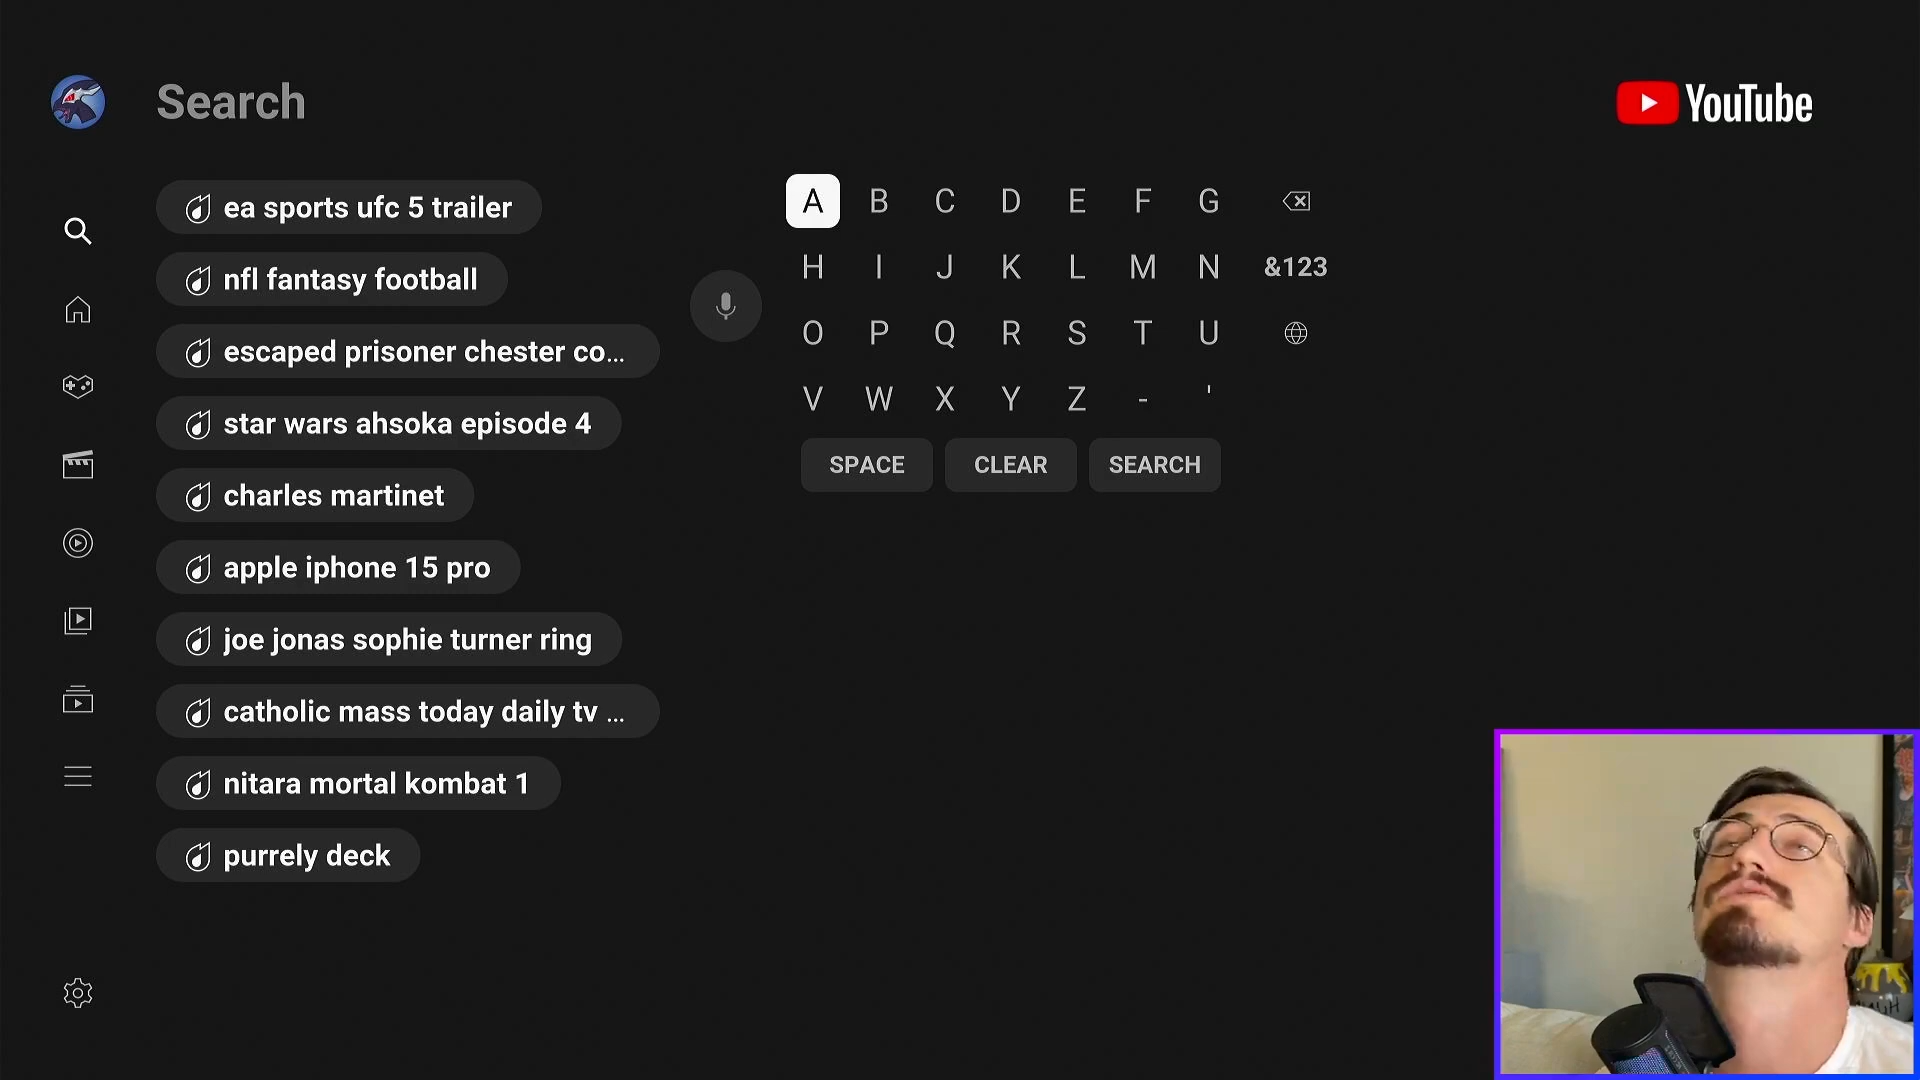 Search
YouTube
ea sports ufc 5 trailer
nfl fantasy football
escaped prisoner chester co...
star wars ahsoka episode 4
charles martinet
apple iphone 15 pro
joe jonas sophie turner ring
catholic mass today daily tv ...
nitara mortal kombat 1
purrely deck
A B C D E F G
H I J K L M N &123
O P Q R S T U
V W X Y Z - '
SPACE CLEAR SEARCH